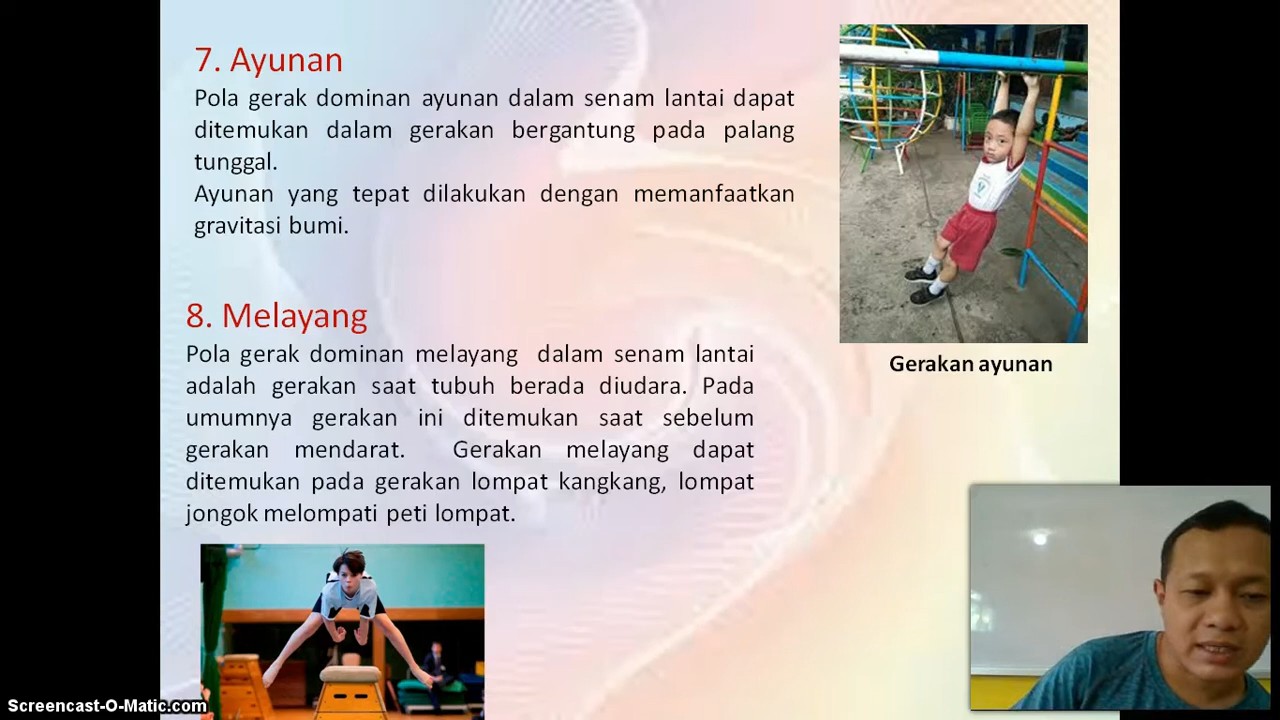 7. Ayunan
Pola gerak dominan ayunan dalam senam lantai dapat
ditemukan dalam gerakan bergantung pada palang
tunggal.
Ayunan yang tepat dilakukan dengan memanfaatkan
gravitasi bumi.
Gerakan ayunan
8. Melayang
Pola gerak dominan melayang dalam senam lantai
adalah gerakan saat tubuh berada diudara. Pada
umumnya gerakan ini ditemukan saat sebelum
gerakan mendarat. Gerakan melayang dapat
ditemukan pada gerakan lompat kangkang, lompat
jongok melompati peti lompat.
Screencast-O-Matic.com